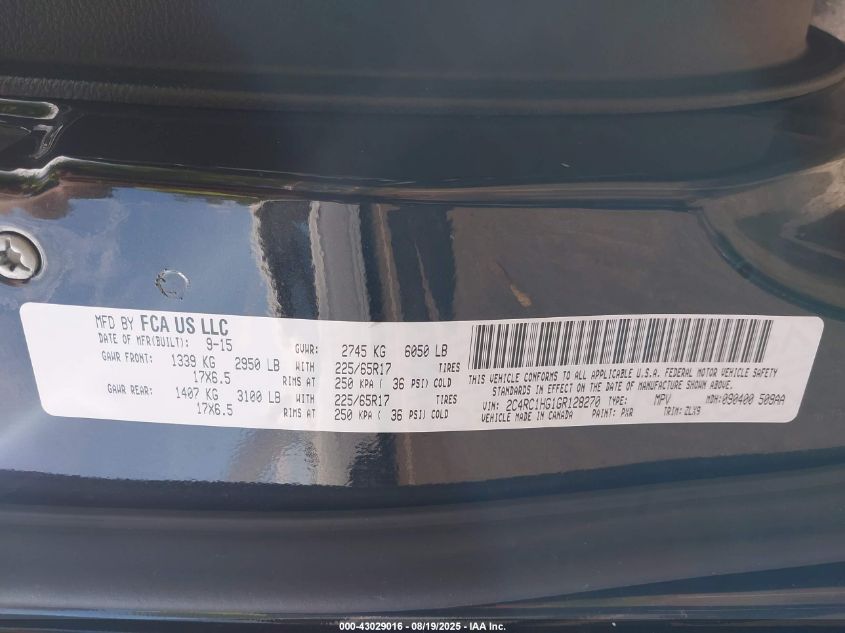 MFD BY FCA US LLC
DATE OF MFR(BUILT): 9-15 GVWR: 2745 KG 6050 LB
GAWR FRONT: 1339 KG 2950 LB WITH 225/65R17 TIRES
17X6.5 RIMS AT 250 KPA ( 36 PSI) COLD
GAWR REAR: 1407 KG 3100 LB WITH 225/65R17 TIRES
17X6.5 RIMS AT 250 KPA ( 36 PSI) COLD
THIS VEHICLE CONFORMS TO ALL APPLICABLE U.S.A. FEDERAL MOTOR VEHICLE SAFETY
STANDARDS IN EFFECT ON THE DATE OF MANUFACTURE SHOWN ABOVE.
VIN: 2C4RC1HG1GR128270 TYPE: MPV MDH: 090400 509AA
VEHICLE MADE IN CANADA PAINT: PXR TRIM: ZLX9
000-43029016 - 08/19/2025 - IAA Inc.